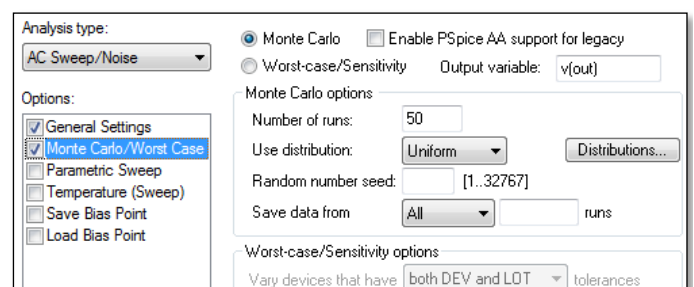 Analysis type:
AC Sweep/Noise
Options:
General Settings
Monte Carlo/Worst Case
Parametric Sweep
Temperature (Sweep)
Save Bias Point
Load Bias Point
Monte Carlo Enable PSpice AA support for legacy
Worst-case/Sensitivity Output variable: v(out)
Monte Carlo options
Number of runs: 50
Use distribution: Uniform Distributions...
Random number seed: [1..32767]
Save data from All runs
Worst-case/Sensitivity options
Vary devices that have both DEV and LOT tolerances